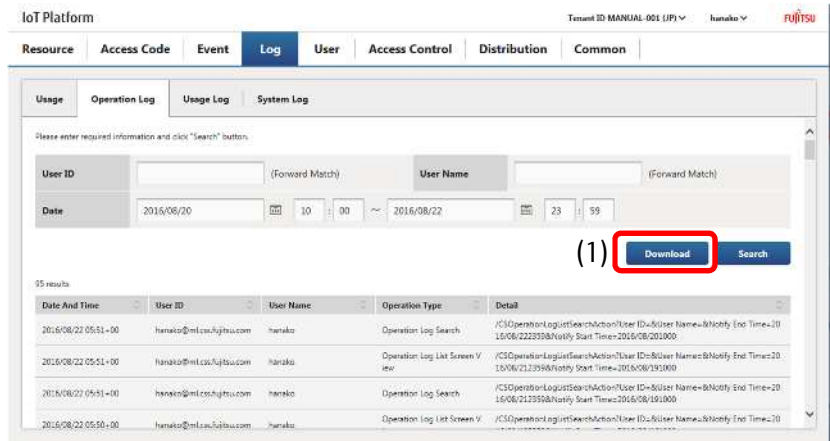 IoT Platform Tenant ID MANUAL-001 (JP) hanako FUJITSU
Resource Access Code Event Log User Access Control Distribution Common
Usage Operation Log Usage Log System Log
Please enter required information and click "Search" button.
User ID (Forward Match) User Name (Forward Match)
Date 2016/08/20 10 : 00 ~ 2016/08/22 23 : 59
(1) Download Search
95 results
Date And Time User ID User Name Operation Type Detail
2016/08/22 05:51+00 hanako@ml.css.fujitsu.com hanako Operation Log Search /CSOperationLogListSearchAction?User ID=&User Name=&Notify End Time=20
16/08/222359&Notify Start Time=2016/08/201000
2016/08/22 05:51+00 hanako@ml.css.fujitsu.com hanako Operation Log List Screen V /CSOperationLogListSearchAction?User ID=&User Name=&Notify End Time=20
iew 16/08/212359&Notify Start Time=2016/08/191000
2016/08/22 05:51+00 hanako@ml.css.fujitsu.com hanako Operation Log Search /CSOperationLogListSearchAction?User ID=&User Name=&Notify End Time=20
16/08/212359&Notify Start Time=2016/08/191000
2016/08/22 05:50+00 hanako@ml.css.fujitsu.com hanako Operation Log List Screen V /CSOperationLogListSearchAction?User ID=&User Name=&Notify End Time=20